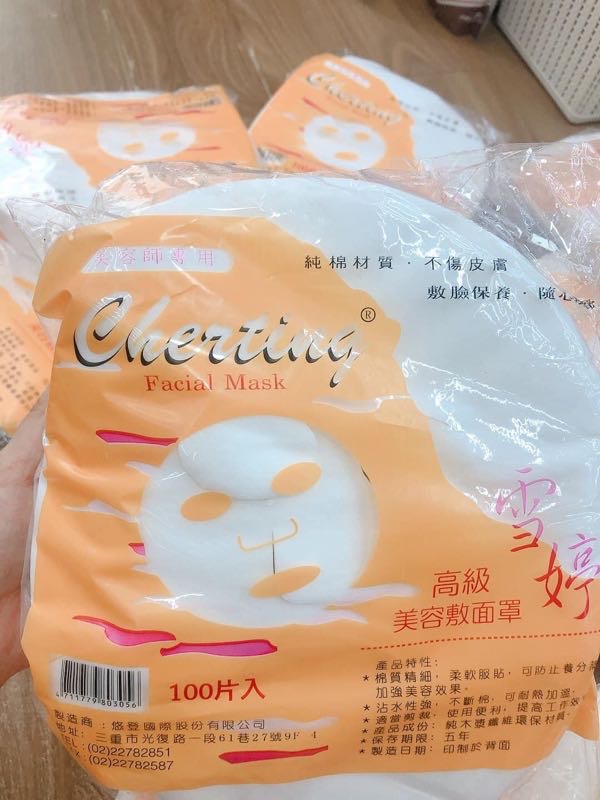 美容師專用
純棉材質·不傷皮膚
敷臉保養·隨心
Cherting®
Facial Mask
雪婷
高級
美容敷面罩
產品特性:
★棉質精細,柔軟服貼,可防止養分
加強美容效果。
★沾水性強,不斷棉,可耐熱加溫。
★適當剪裁,使用便利,提高工作效
★產品成份:純木漿纖維環保材質
★保存期限:五年
★製造日期:印制於背面
4711779803056
100片入
製造商:悠登國際股份有限公司
地址:三重市光復路一段61巷27號9F-4
TEL:(02)22782851
Fax:(02)22782587
Cherting
100